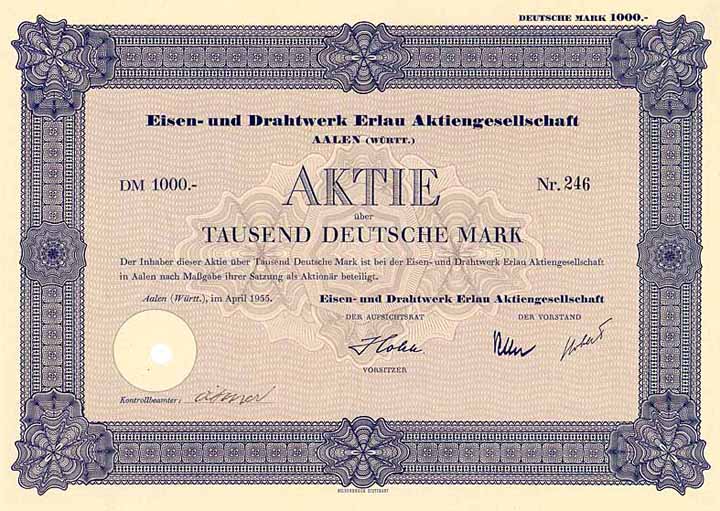 DEUTSCHE MARK 1000.-
Eisen- und Drahtwerk Erlau Aktiengesellschaft
AALEN (WÜRTT.)
DM 1000.- AKTIE Nr. 246
über
TAUSEND DEUTSCHE MARK
Der Inhaber dieser Aktie über Tausend Deutsche Mark ist bei der Eisen- und Drahtwerk Erlau Aktiengesellschaft
in Aalen nach Maßgabe ihrer Satzung als Aktionär beteiligt.
Aalen (Württ.), im April 1955. Eisen- und Drahtwerk Erlau Aktiengesellschaft
DER AUFSICHTSRAT DER VORSTAND
VORSITZER
Kontrollbeamter: